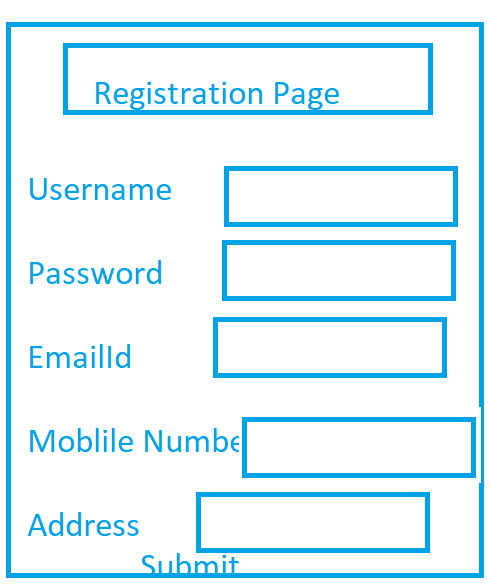 Registration Page
Username
Password
EmailId
Moblile Numbe
Address
Submit